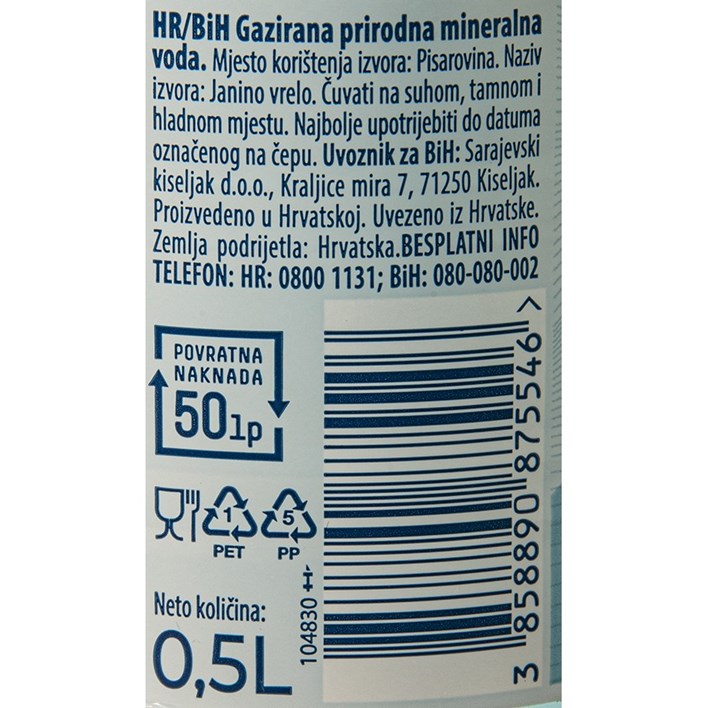 HR/BiH Gazirana prirodna mineralna
voda. Mjesto korištenja izvora: Pisarovina. Naziv
izvora: Janino vrelo. Čuvati na suhom, tamnom i
hladnom mjestu. Najbolje upotrijebiti do datuma
označenog na čepu. Uvoznik za BiH: Sarajevski
kiseljak d.o.o., Kraljice mira 7, 71250 Kiseljak.
Proizvedeno u Hrvatskoj. Uvezeno iz Hrvatske.
Zemlja podrijetla: Hrvatska.BESPLATNI INFO
TELEFON: HR: 0800 1131; BiH: 080-080-002
POVRATNA
NAKNADA
50lp
1
PET
5
PP
Neto količina:
0,5L
104830
3 858890 875546 >